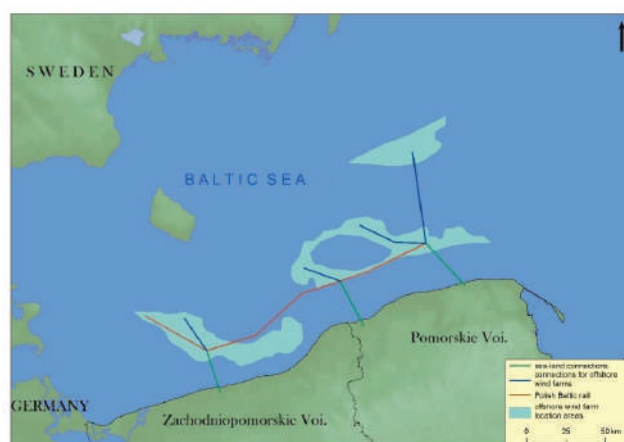 SWEDEN
BALTIC SEA
Pomorskie Voi.
GERMANY
Zachodniopomorskie Voi.
sea-land connections
connections for offshore
wind farms
Polish Baltic rail
offshore wind farm
location areas
0 25 50 km